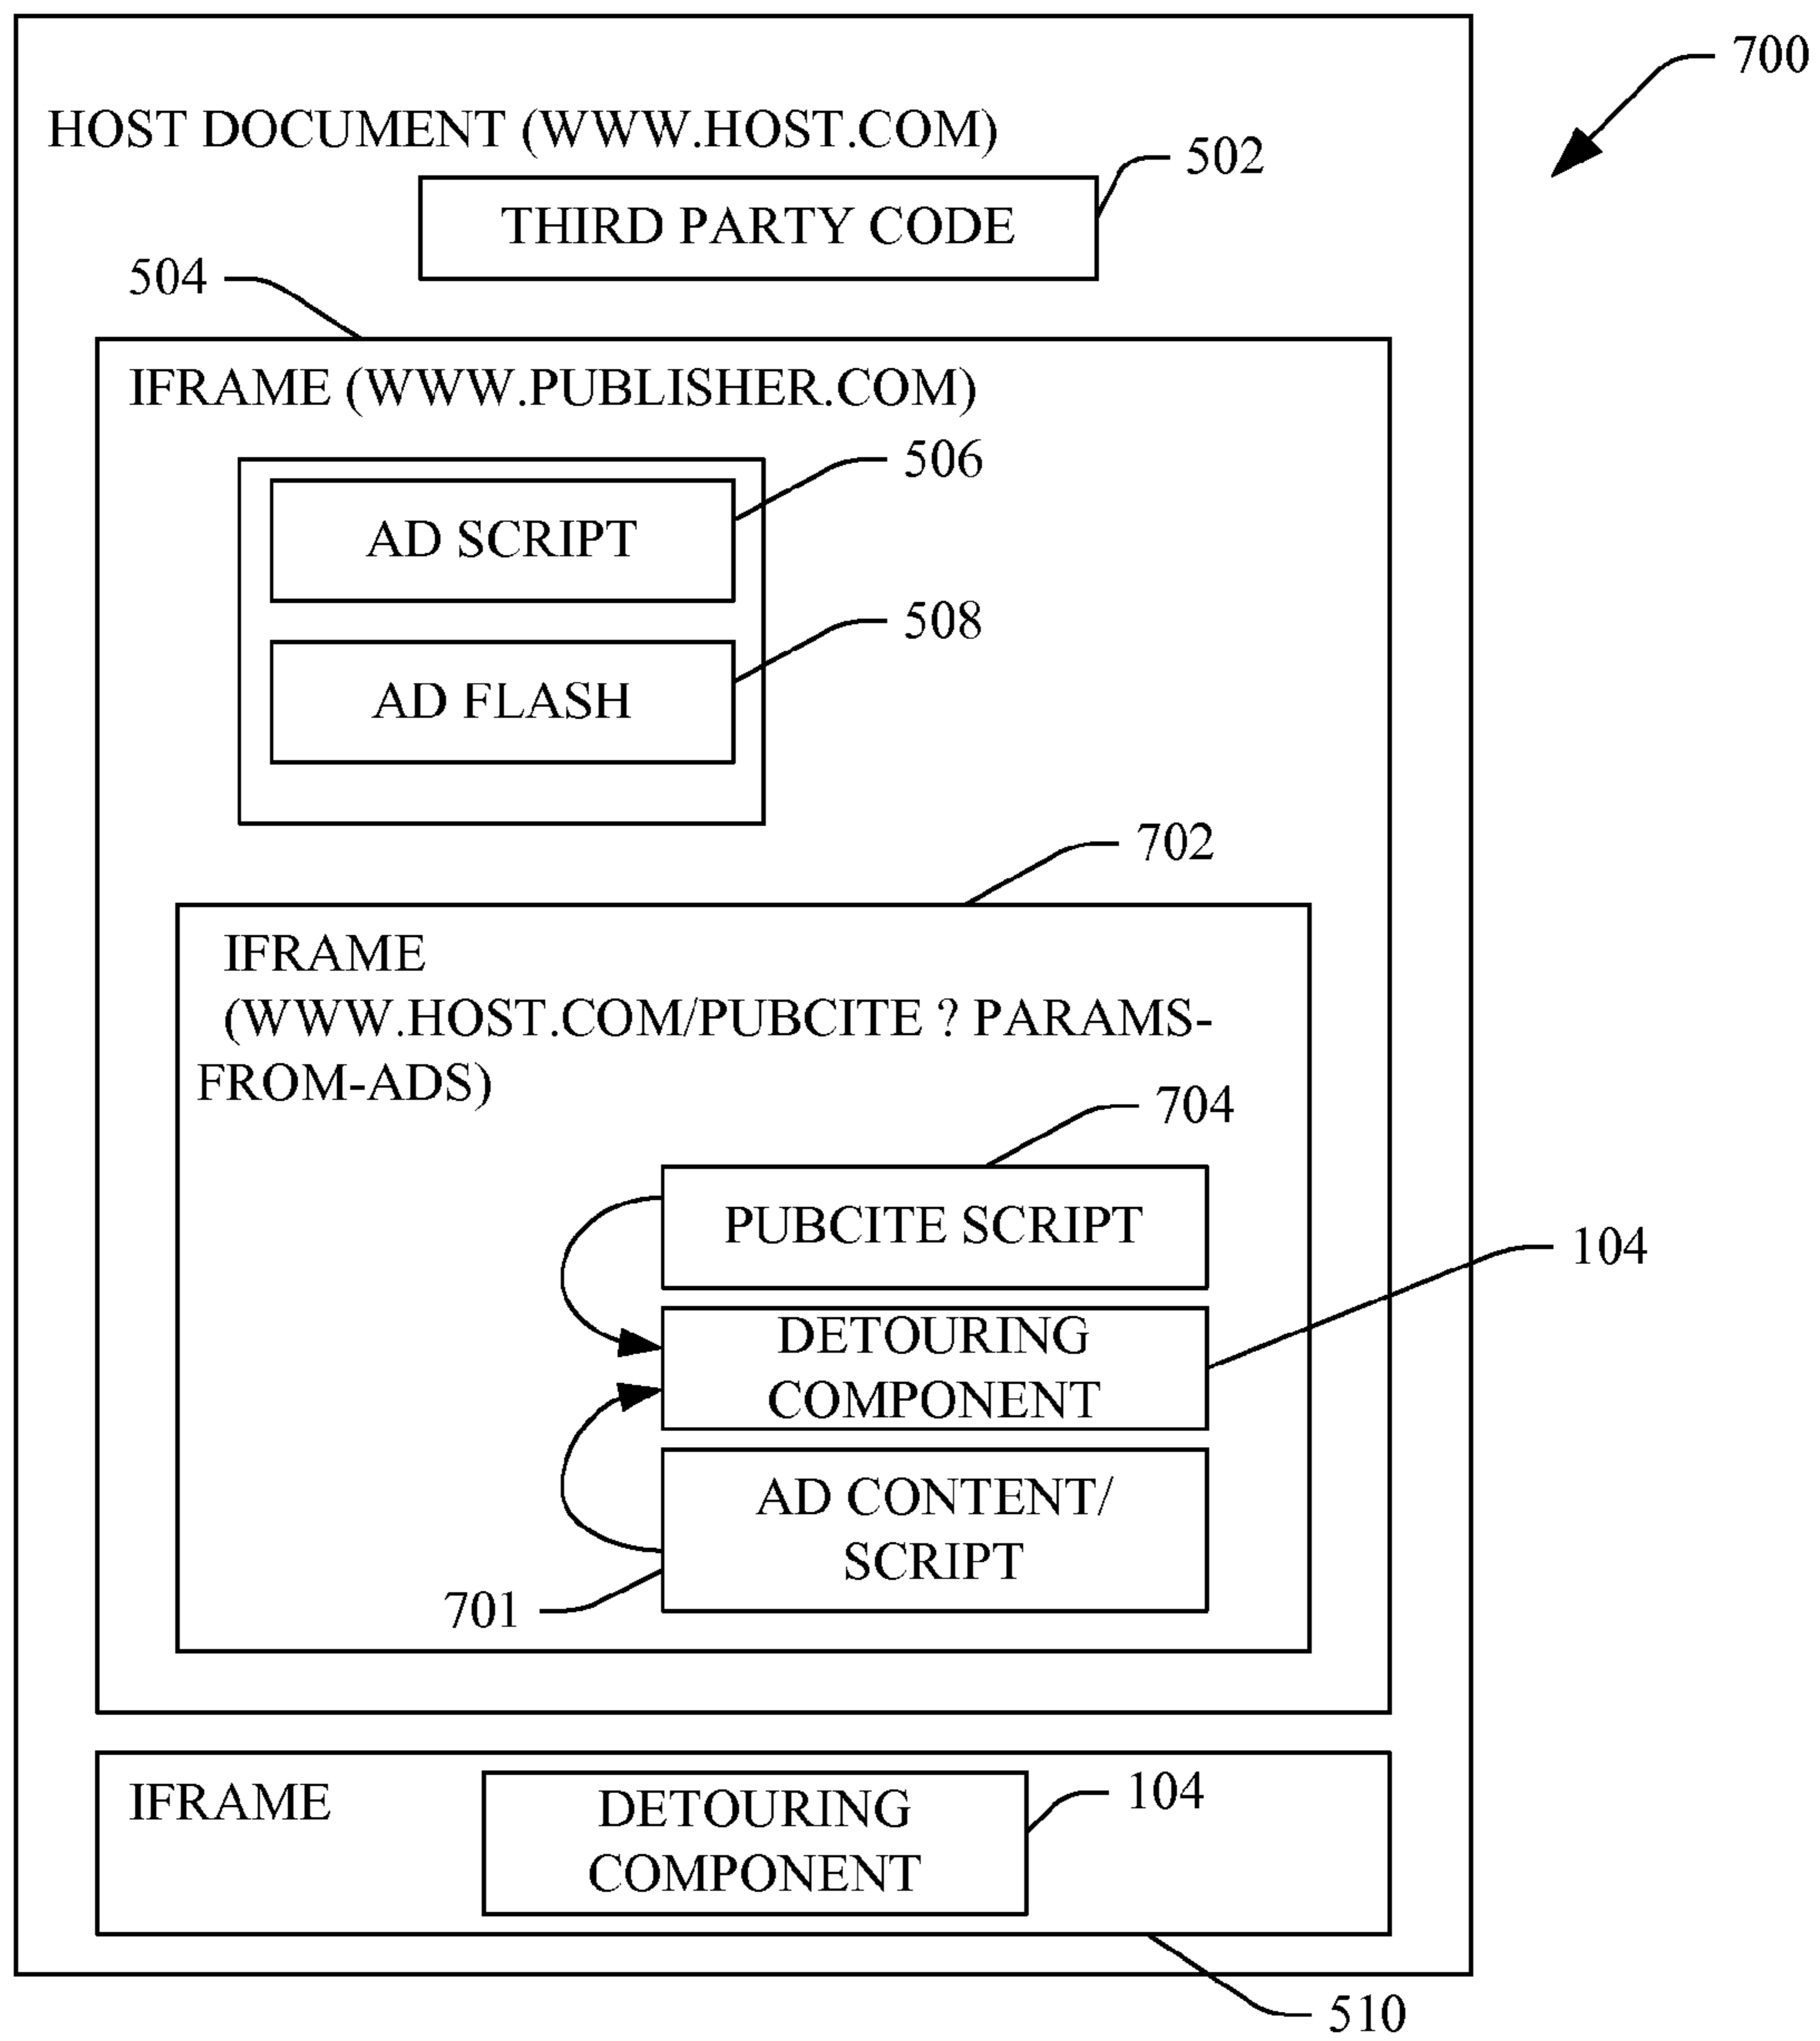 700
HOST DOCUMENT (WWW.HOST.COM)
502
THIRD PARTY CODE
504
IFRAME (WWW.PUBLISHER.COM)
506
AD SCRIPT
508
AD FLASH
702
IFRAME
(WWW.HOST.COM/PUBCITE ? PARAMS-
FROM-ADS)
704
PUBCITE SCRIPT
104
DETOURING
COMPONENT
AD CONTENT/
SCRIPT
701
IFRAME
DETOURING
COMPONENT
104
510